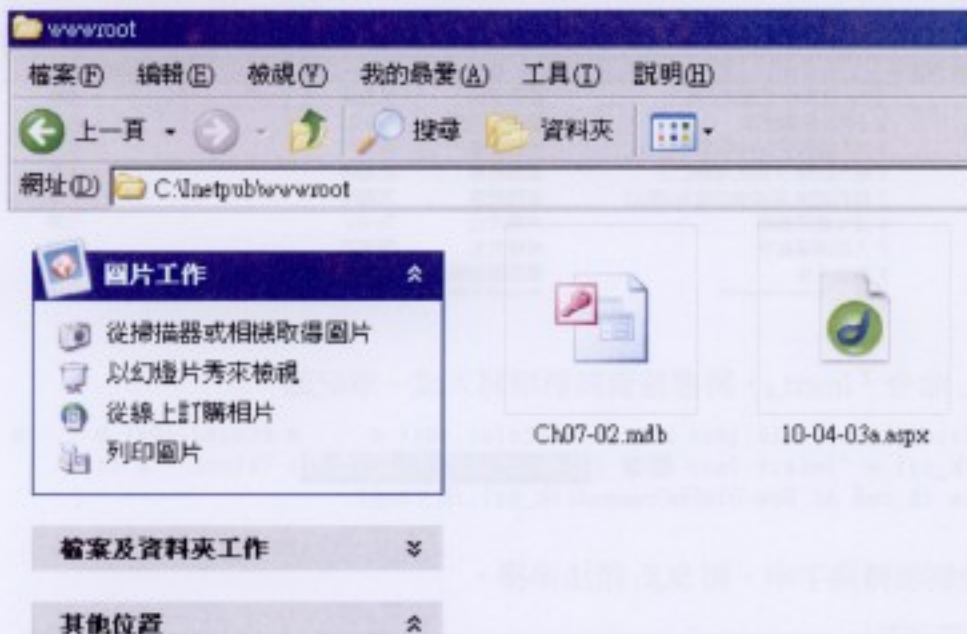 wwwroot
檔案(F) 編輯(E) 檢視(V) 我的最愛(A) 工具(T) 說明(H)
上一頁 搜尋 資料夾
網址(D) C:\Inetpub\wwwroot
圖片工作
從掃描器或相機取得圖片
以幻燈片秀來檢視
從線上訂購相片
列印圖片
Ch07-02.mdb
10-04-03a.aspx
檔案及資料夾工作
其他位置